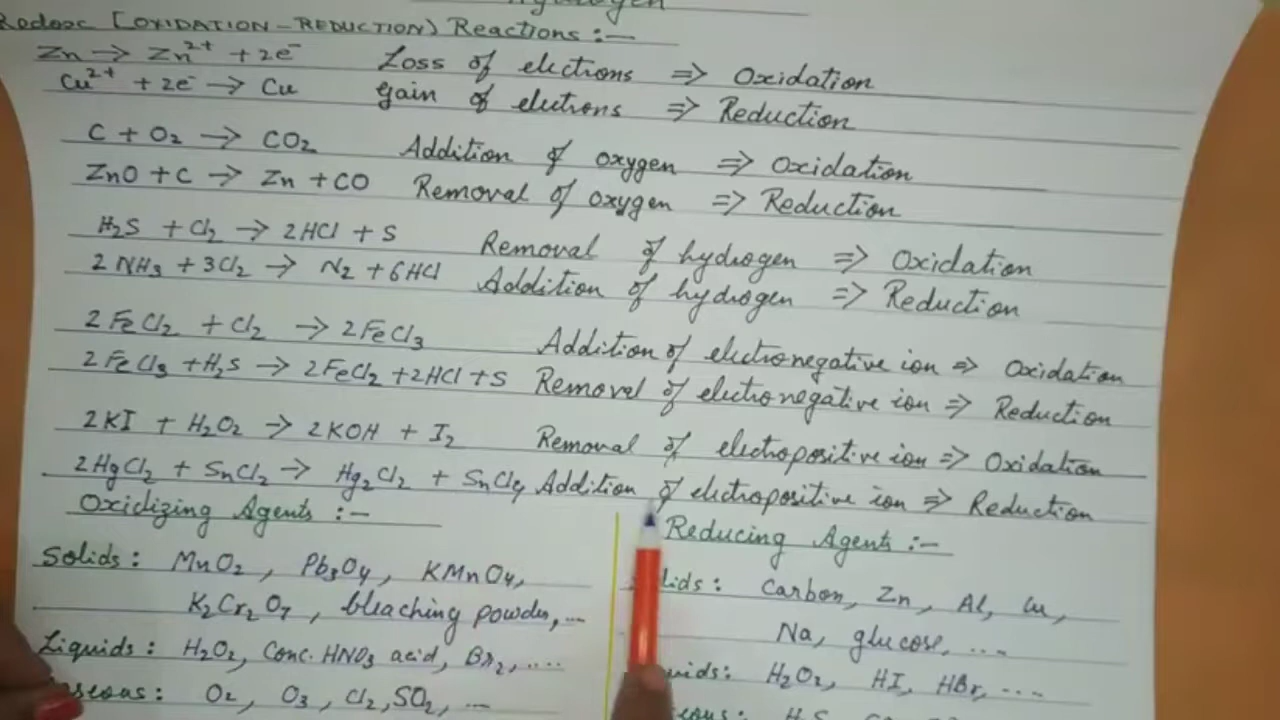 Hydrogen
Redox [OXIDATION-REDUCTION) Reactions :-
Zn → Zn²⁺ + 2e⁻ Loss of electrons ⇒ Oxidation
Cu²⁺ + 2e⁻ → Cu Gain of electrons ⇒ Reduction
C + O₂ → CO₂ Addition of oxygen ⇒ Oxidation
ZnO + C → Zn + CO Removal of oxygen ⇒ Reduction
H₂S + Cl₂ → 2HCl + S Removal of hydrogen ⇒ Oxidation
2NH₃ + 3Cl₂ → N₂ + 6HCl Addition of hydrogen ⇒ Reduction
2FeCl₂ + Cl₂ → 2FeCl₃ Addition of electronegative ion ⇒ Oxidation
2FeCl₃ + H₂S → 2FeCl₂ + 2HCl + S Removal of electronegative ion ⇒ Reduction
2KI + H₂O₂ → 2KOH + I₂ Removal of electropositive ion ⇒ Oxidation
2HgCl₂ + SnCl₂ → Hg₂Cl₂ + SnCl₄ Addition of electropositive ion ⇒ Reduction
Oxidizing Agents :-
Solids : MnO₂, Pb₃O₄, KMnO₄,
K₂Cr₂O₇, bleaching powder, ...
Liquids : H₂O₂, Conc. HNO₃ acid, Br₂, ....
O₂, O₃, Cl₂, SO₂, ...
Reducing Agents :-
Carbon, Zn, Al, Cu,
Na, glucose, ...
H₂O₂, HI, HBr, ...
H₂S